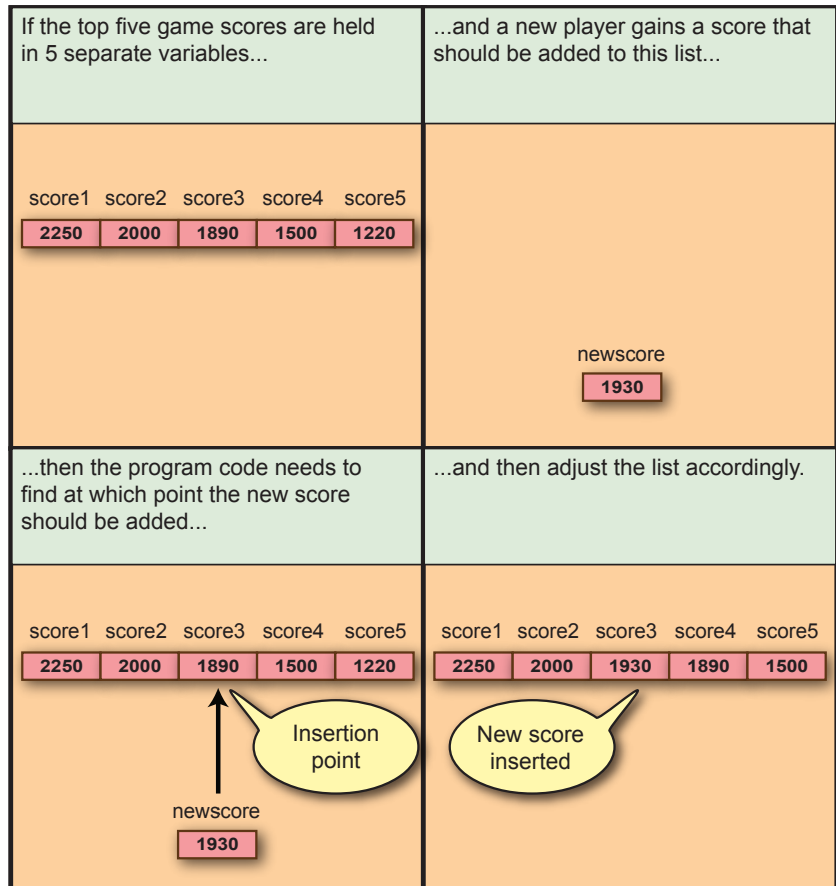 If the top five game scores are held
in 5 separate variables...
score1 score2 score3 score4 score5
2250 2000 1890 1500 1220
...and a new player gains a score that
should be added to this list...
newscore
1930
...then the program code needs to
find at which point the new score
should be added...
score1 score2 score3 score4 score5
2250 2000 1890 1500 1220
Insertion
point
newscore
1930
...and then adjust the list accordingly.
score1 score2 score3 score4 score5
2250 2000 1930 1890 1500
New score
inserted